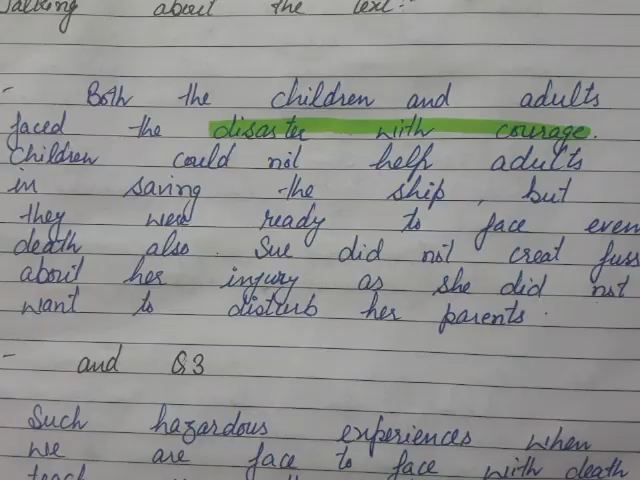 Talking about the text:
- Both the children and adults
faced the disaster with courage.
Children could not help adults
in saving the ship, but
they were ready to face even
death also. Sue did not creat fuss
about her injury as she did not
want to disturb her parents.
- and Q3
Such hazardous experiences when
we are face to face with death
teach